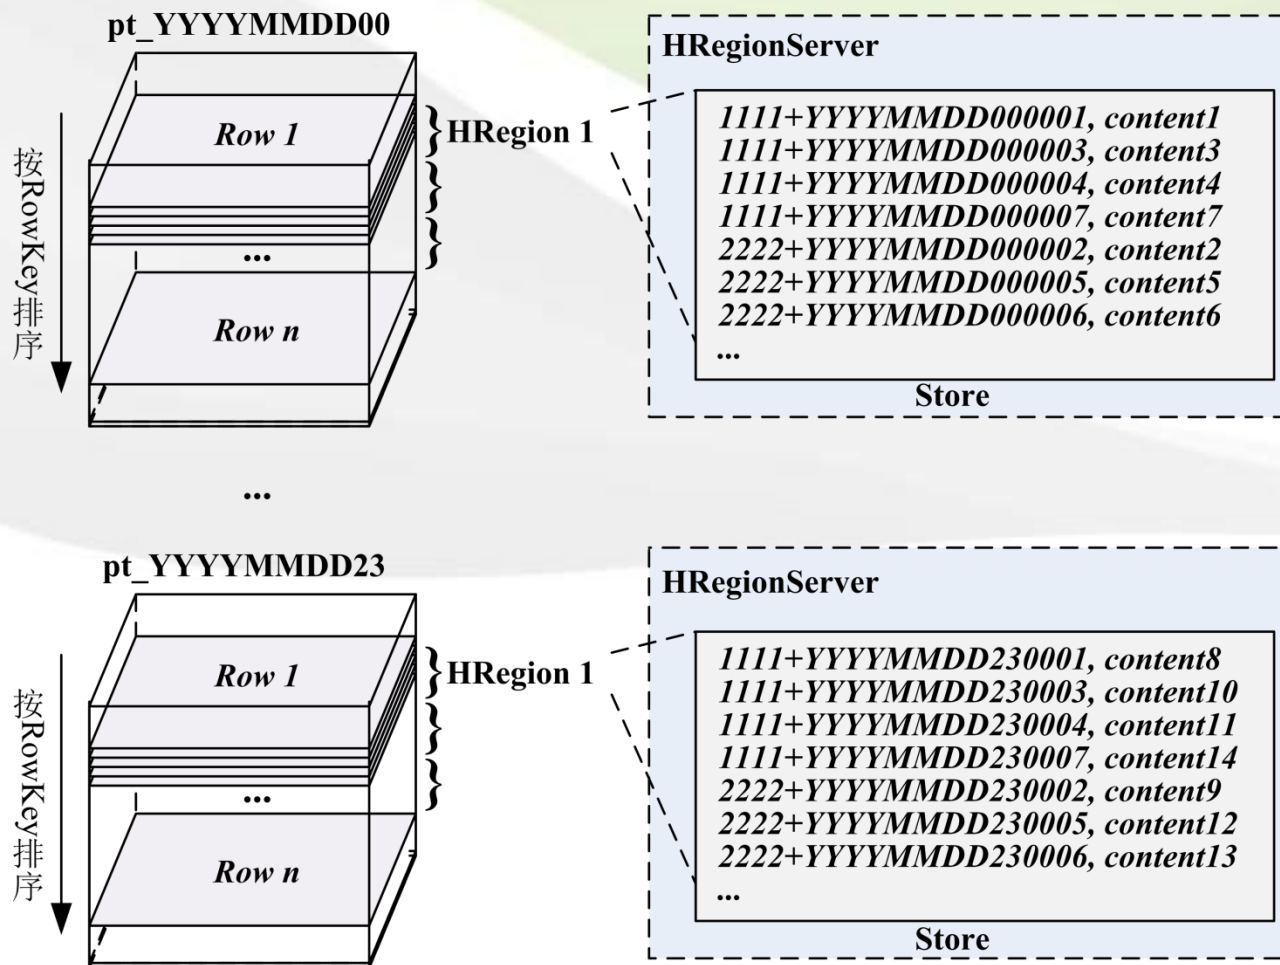 pt_YYYYMMDD00
按RowKey排序
Row 1
...
Row n
HRegion 1
HRegionServer
1111+YYYYMMDD000001, content1
1111+YYYYMMDD000003, content3
1111+YYYYMMDD000004, content4
1111+YYYYMMDD000007, content7
2222+YYYYMMDD000002, content2
2222+YYYYMMDD000005, content5
2222+YYYYMMDD000006, content6
...
Store
...
pt_YYYYMMDD23
按RowKey排序
Row 1
...
Row n
HRegion 1
HRegionServer
1111+YYYYMMDD230001, content8
1111+YYYYMMDD230003, content10
1111+YYYYMMDD230004, content11
1111+YYYYMMDD230007, content14
2222+YYYYMMDD230002, content9
2222+YYYYMMDD230005, content12
2222+YYYYMMDD230006, content13
...
Store